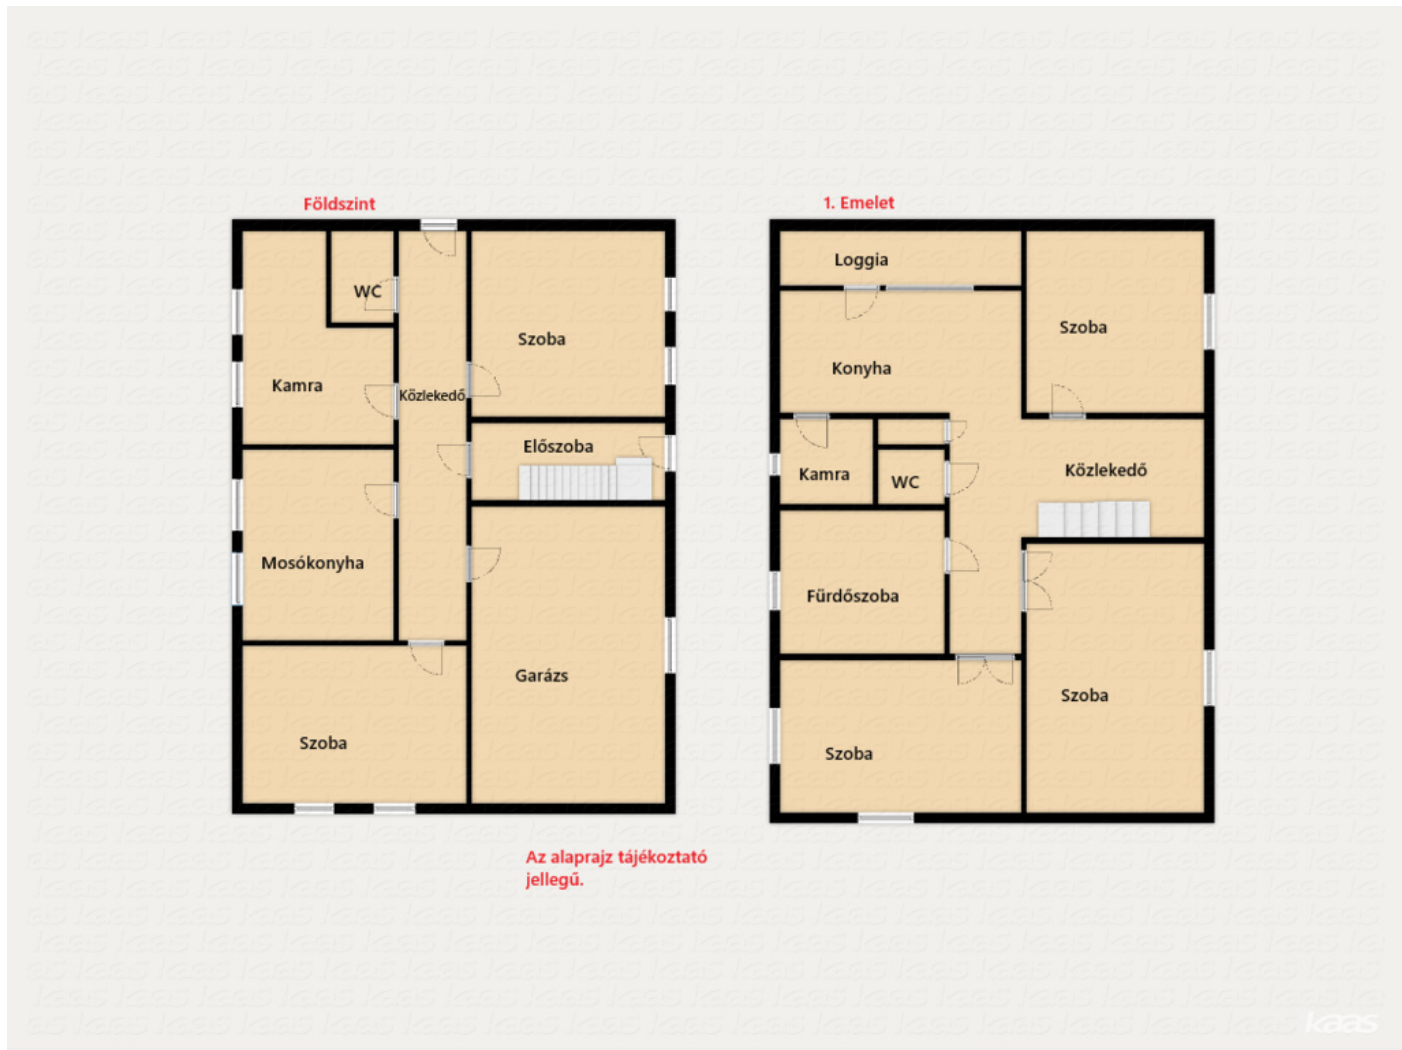 Földszint
WC
Szoba
Kamra
Közlekedő
Előszoba
Mosókonyha
Garázs
Szoba
1. Emelet
Loggia
Szoba
Konyha
Kamra
WC
Közlekedő
Fürdőszoba
Szoba
Szoba
Az alaprajz tájékoztató
jellegű.
kaas